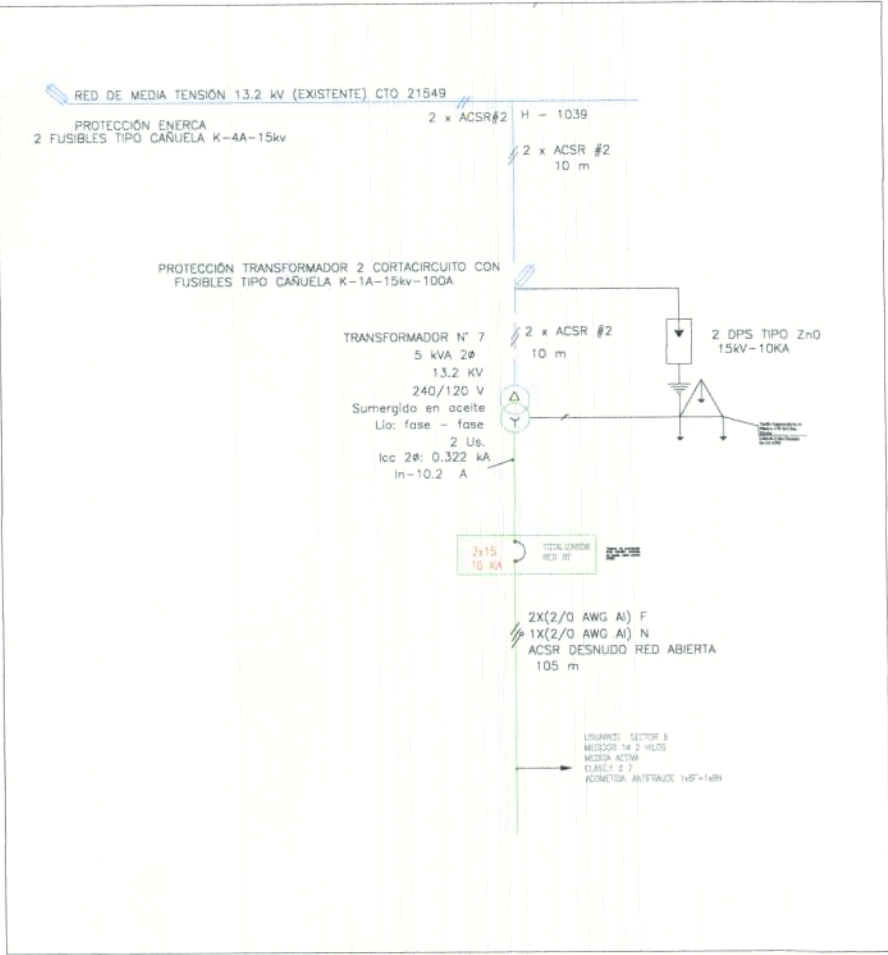 RED DE MEDIA TENSIÓN 13.2 kV (EXISTENTE) CTO 21549
PROTECCIÓN ENERCA
2 FUSIBLES TIPO CAÑUELA K-4A-15kv
2 x ACSR#2
H - 1039
2 x ACSR #2
10 m
PROTECCIÓN TRANSFORMADOR 2 CORTACIRCUITO CON
FUSIBLES TIPO CAÑUELA K-1A-15kv-100A
TRANSFORMADOR N° 7
5 kVA 2ø
13.2 KV
240/120 V
Sumergido en aceite
Lio: fase - fase
2 Us.
Icc 2ø: 0.322 kA
In-10.2 A
2 x ACSR #2
10 m
2 DPS TIPO ZnO
15kV-10KA
2x15
10 KA
TOTALIZADOR
RED BT
2X(2/0 AWG Al) F
1X(2/0 AWG Al) N
ACSR DESNUDO RED ABIERTA
105 m
USUARIOS SECTOR 6
MEDIDOR 1ø 2 HILOS
MEDIDA ACTIVA
CLASE 1 ó 2
ACOMETIDA ANTIFRAUDE 1x8F+1x8N